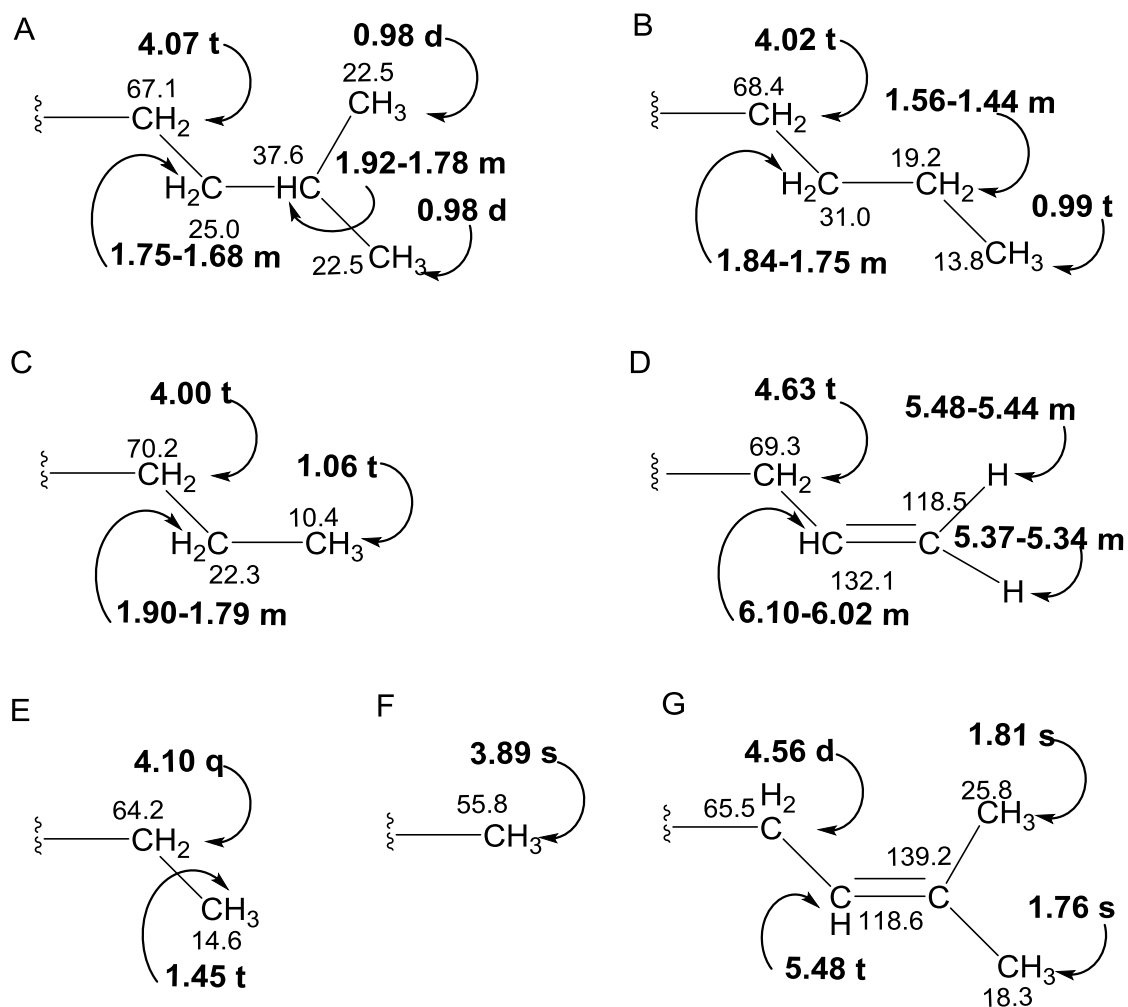 A
4.07 t
0.98 d
67.1
CH2
22.5
CH3
37.6
1.92-1.78 m
H2C
HC
25.0
0.98 d
1.75-1.68 m
22.5
CH3
B
4.02 t
68.4
CH2
1.56-1.44 m
19.2
H2C
CH2
31.0
0.99 t
1.84-1.75 m
13.8
CH3
C
4.00 t
70.2
CH2
1.06 t
10.4
H2C
CH3
22.3
1.90-1.79 m
D
4.63 t
5.48-5.44 m
69.3
CH2
H
118.5
5.37-5.34 m
HC
C
132.1
H
6.10-6.02 m
E
4.10 q
64.2
CH2
CH3
14.6
1.45 t
F
3.89 s
55.8
CH3
G
4.56 d
1.81 s
H2
65.5
C
25.8
CH3
139.2
C
C
H
118.6
1.76 s
5.48 t
CH3
18.3